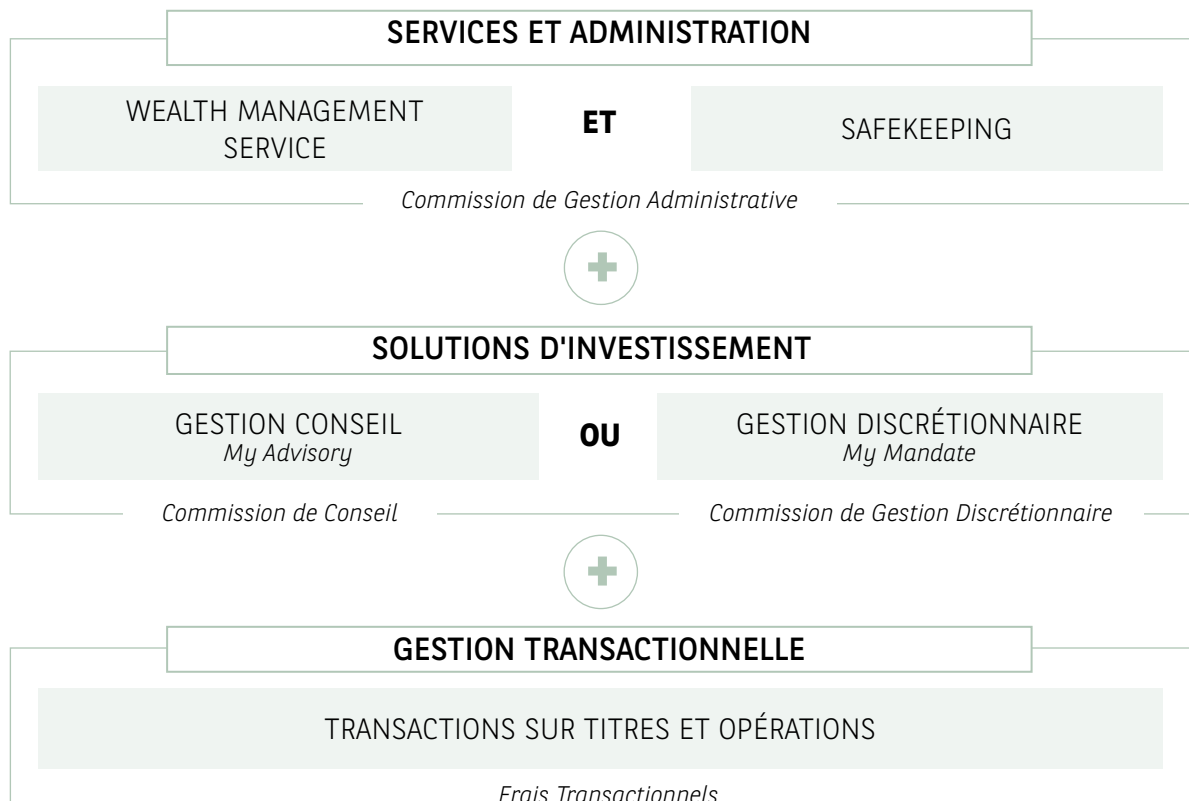 SERVICES ET ADMINISTRATION
WEALTH MANAGEMENT
SERVICE
ET
SAFEKEEPING
Commission de Gestion Administrative
SOLUTIONS D'INVESTISSEMENT
GESTION CONSEIL
My Advisory
OU
GESTION DISCRÉTIONNAIRE
My Mandate
Commission de Conseil
Commission de Gestion Discrétionnaire
GESTION TRANSACTIONNELLE
TRANSACTIONS SUR TITRES ET OPÉRATIONS
Frais Transactionnels